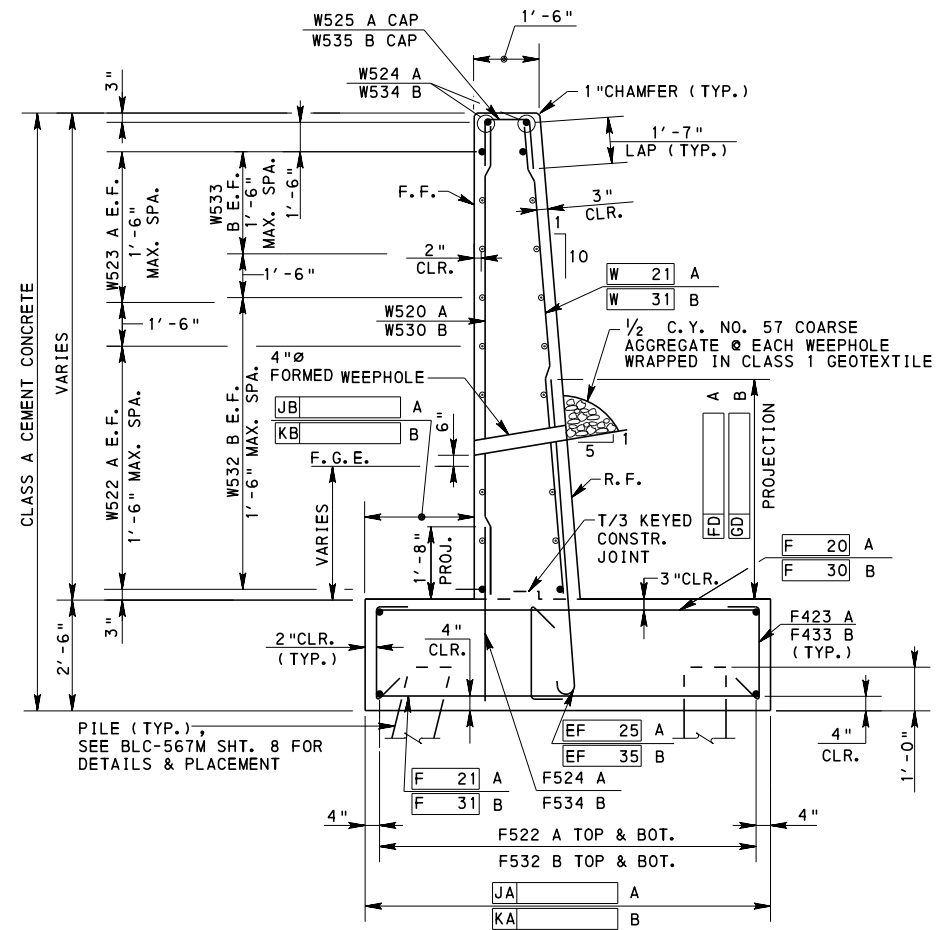 W525 A CAP
W535 B CAP
1'-6"
W524 A
W534 B
1"CHAMFER (TYP.)
3"
1'-7"
LAP (TYP.)
F.F.
3"
CLR.
1
10
2"
CLR.
W523 A E.F.
1'-6"
MAX. SPA.
W533
B E.F.
1'-6"
MAX. SPA.
1'-6"
1'-6"
1'-6"
W 21 A
W 31 B
W520 A
W530 B
1/2 C.Y. NO. 57 COARSE
AGGREGATE @ EACH WEEPHOLE
WRAPPED IN CLASS 1 GEOTEXTILE
CLASS A CEMENT CONCRETE
VARIES
4"Ø
FORMED WEEPHOLE
JB A
KB B
6"
F.G.E.
W522 A E.F.
1'-6" MAX. SPA.
W532 B E.F.
1'-6" MAX. SPA.
VARIES
5
1
R.F.
A
B
FD
GD
PROJECTION
1'-8"
PROJ.
T/3 KEYED
CONSTR.
JOINT
F 20 A
F 30 B
3"CLR.
2'-6"
3"
2"CLR.
(TYP.)
4"
CLR.
F423 A
F433 B
(TYP.)
PILE (TYP.),
SEE BLC-567M SHT. 8 FOR
DETAILS & PLACEMENT
EF 25 A
EF 35 B
4"
CLR.
1'-0"
F 21 A
F 31 B
F524 A
F534 B
4"
F522 A TOP & BOT.
F532 B TOP & BOT.
4"
JA A
KA B